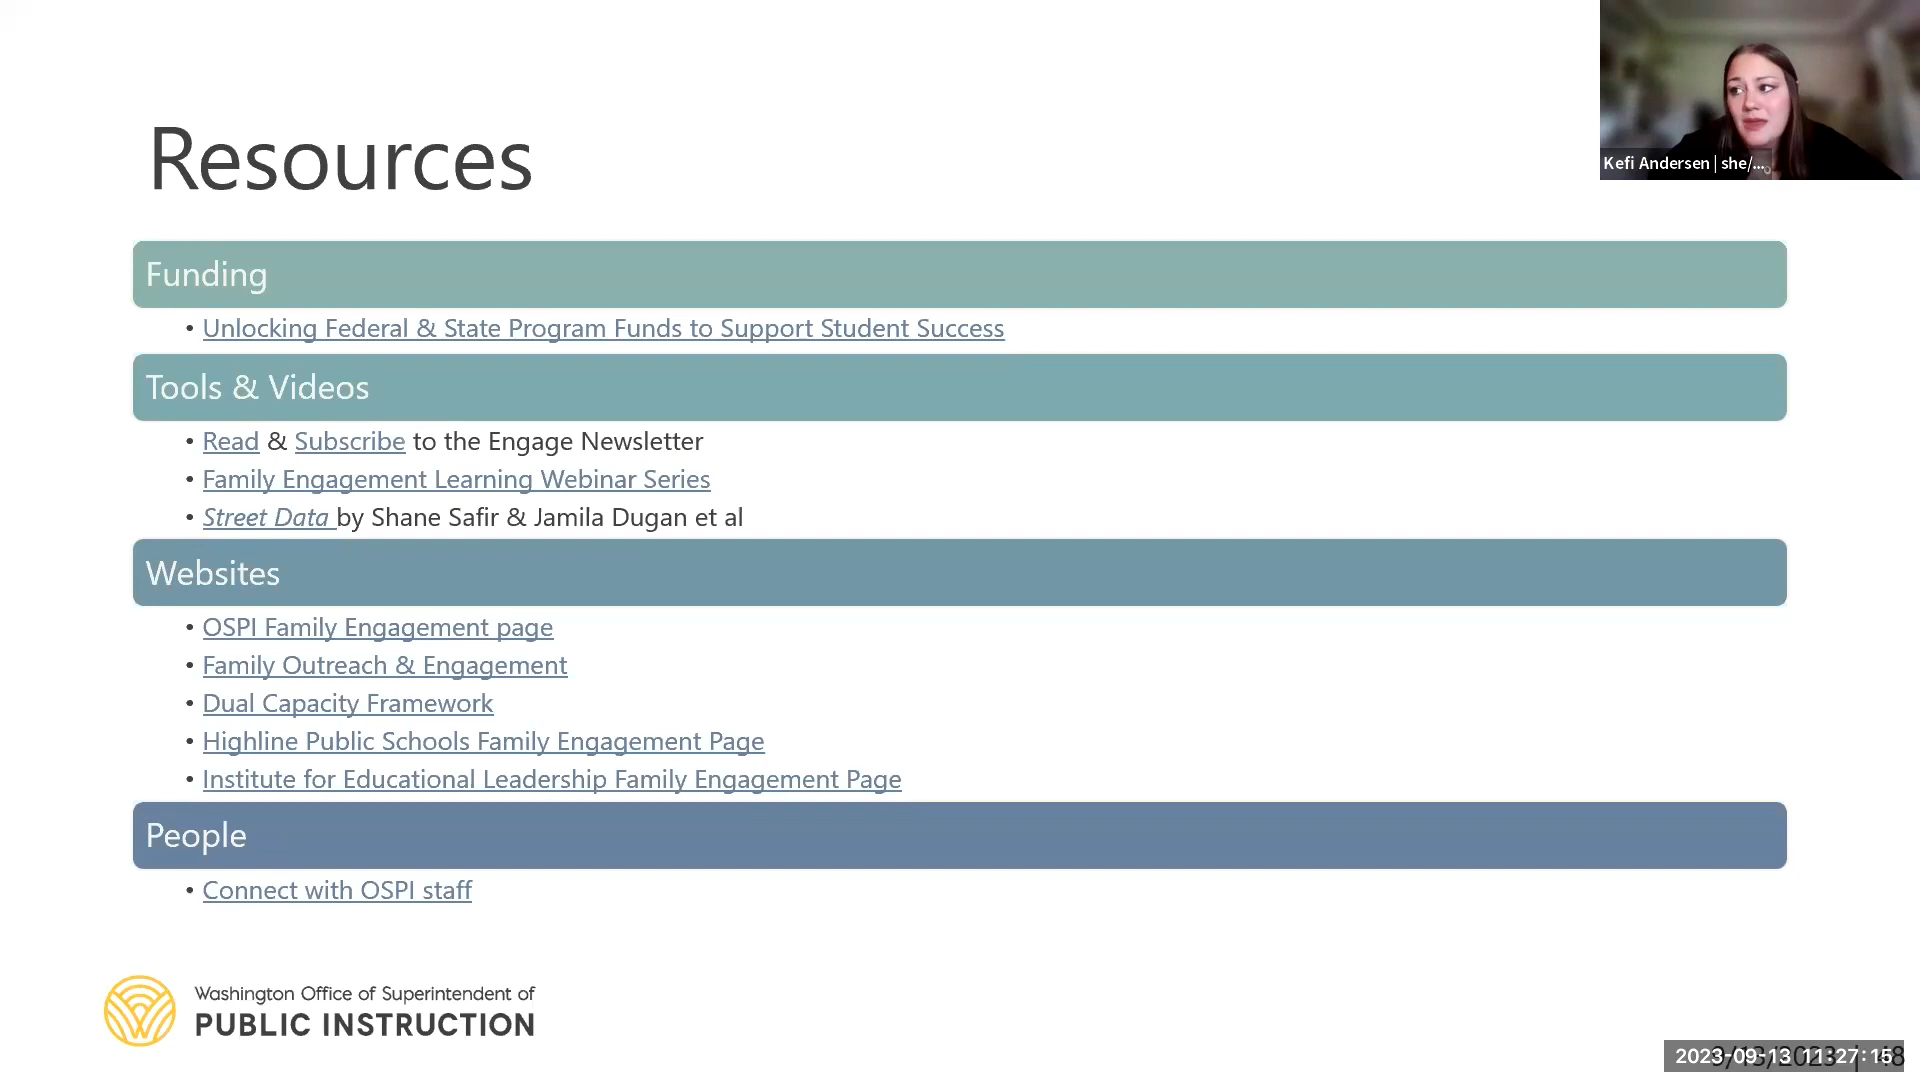 Resources
Kefi Andersen | she/...
Funding
• Unlocking Federal & State Program Funds to Support Student Success
Tools & Videos
• Read & Subscribe to the Engage Newsletter
• Family Engagement Learning Webinar Series
• Street Data by Shane Safir & Jamila Dugan et al
Websites
• OSPI Family Engagement page
• Family Outreach & Engagement
• Dual Capacity Framework
• Highline Public Schools Family Engagement Page
• Institute for Educational Leadership Family Engagement Page
People
• Connect with OSPI staff
Washington Office of Superintendent of
PUBLIC INSTRUCTION
9/13/2023 | 48
2023-09-13 11:27:15